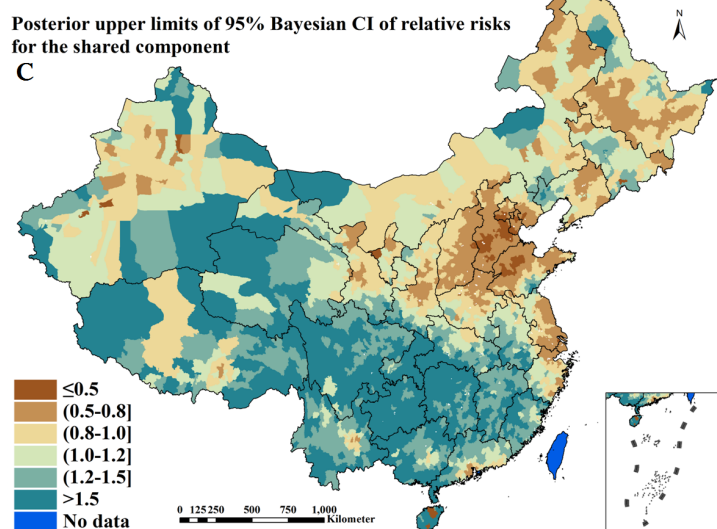 Posterior upper limits of 95% Bayesian CI of relative risks
for the shared component
C
N
≤0.5
(0.5-0.8]
(0.8-1.0]
(1.0-1.2]
(1.2-1.5]
>1.5
No data
0 125250 500 750 1,000
Kilometer